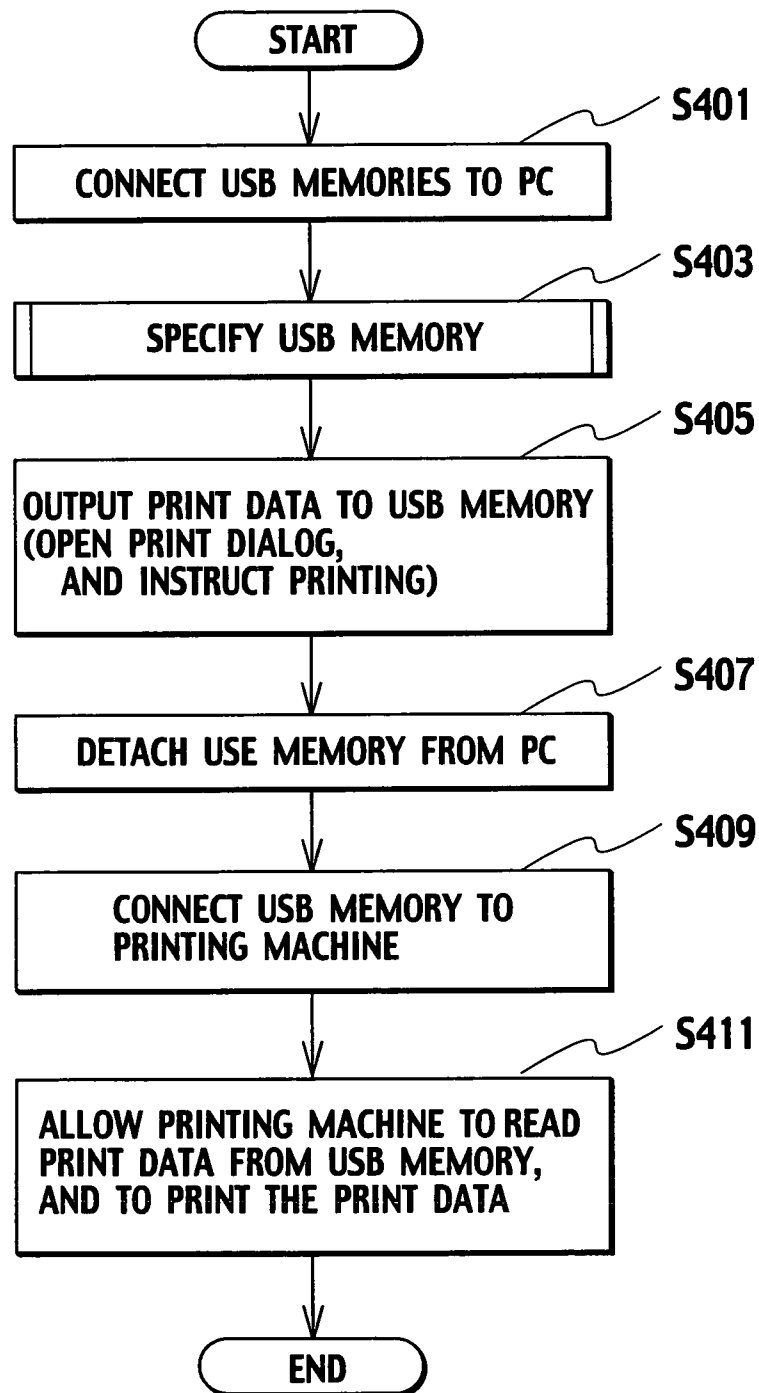 START
S401
CONNECT USB MEMORIES TO PC
S403
SPECIFY USB MEMORY
S405
OUTPUT PRINT DATA TO USB MEMORY
(OPEN PRINT DIALOG,
AND INSTRUCT PRINTING)
S407
DETACH USE MEMORY FROM PC
S409
CONNECT USB MEMORY TO
PRINTING MACHINE
S411
ALLOW PRINTING MACHINE TO READ
PRINT DATA FROM USB MEMORY,
AND TO PRINT THE PRINT DATA
END